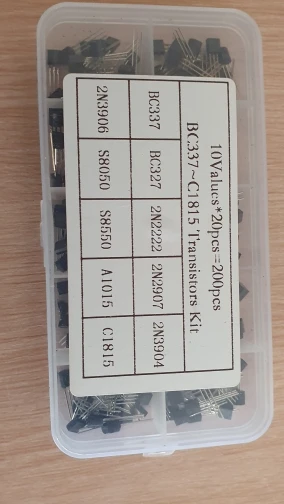 10Values*20pcs=200pcs
BC337~C1815 Transistors Kit
BC337 BC327 2N2222 2N2907 2N3904
2N3906 S8050 S8550 A1015 C1815